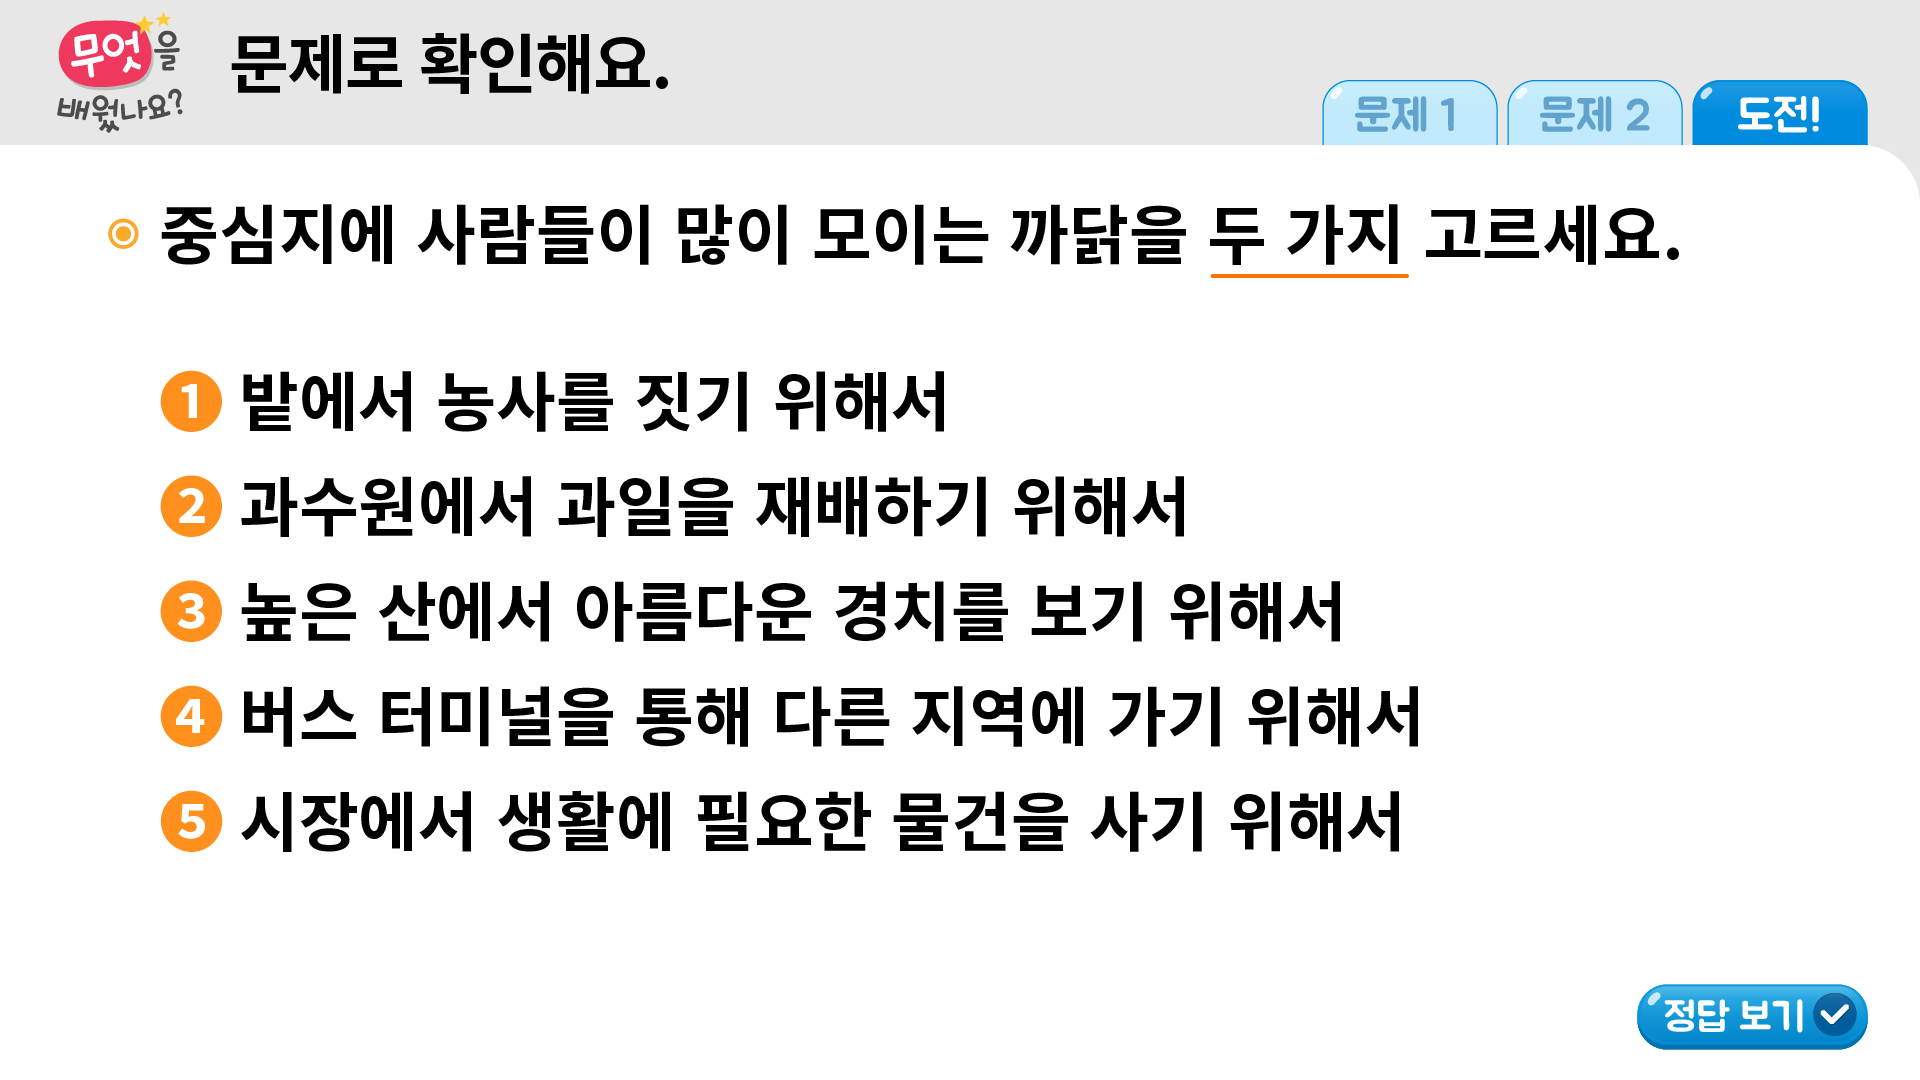 무엇을
배웠나요?
문제로 확인해요.
문제 1
문제 2
도전!
중심지에 사람들이 많이 모이는 까닭을 두 가지 고르세요.
1 밭에서 농사를 짓기 위해서
2 과수원에서 과일을 재배하기 위해서
3 높은 산에서 아름다운 경치를 보기 위해서
4 버스 터미널을 통해 다른 지역에 가기 위해서
5 시장에서 생활에 필요한 물건을 사기 위해서
정답 보기